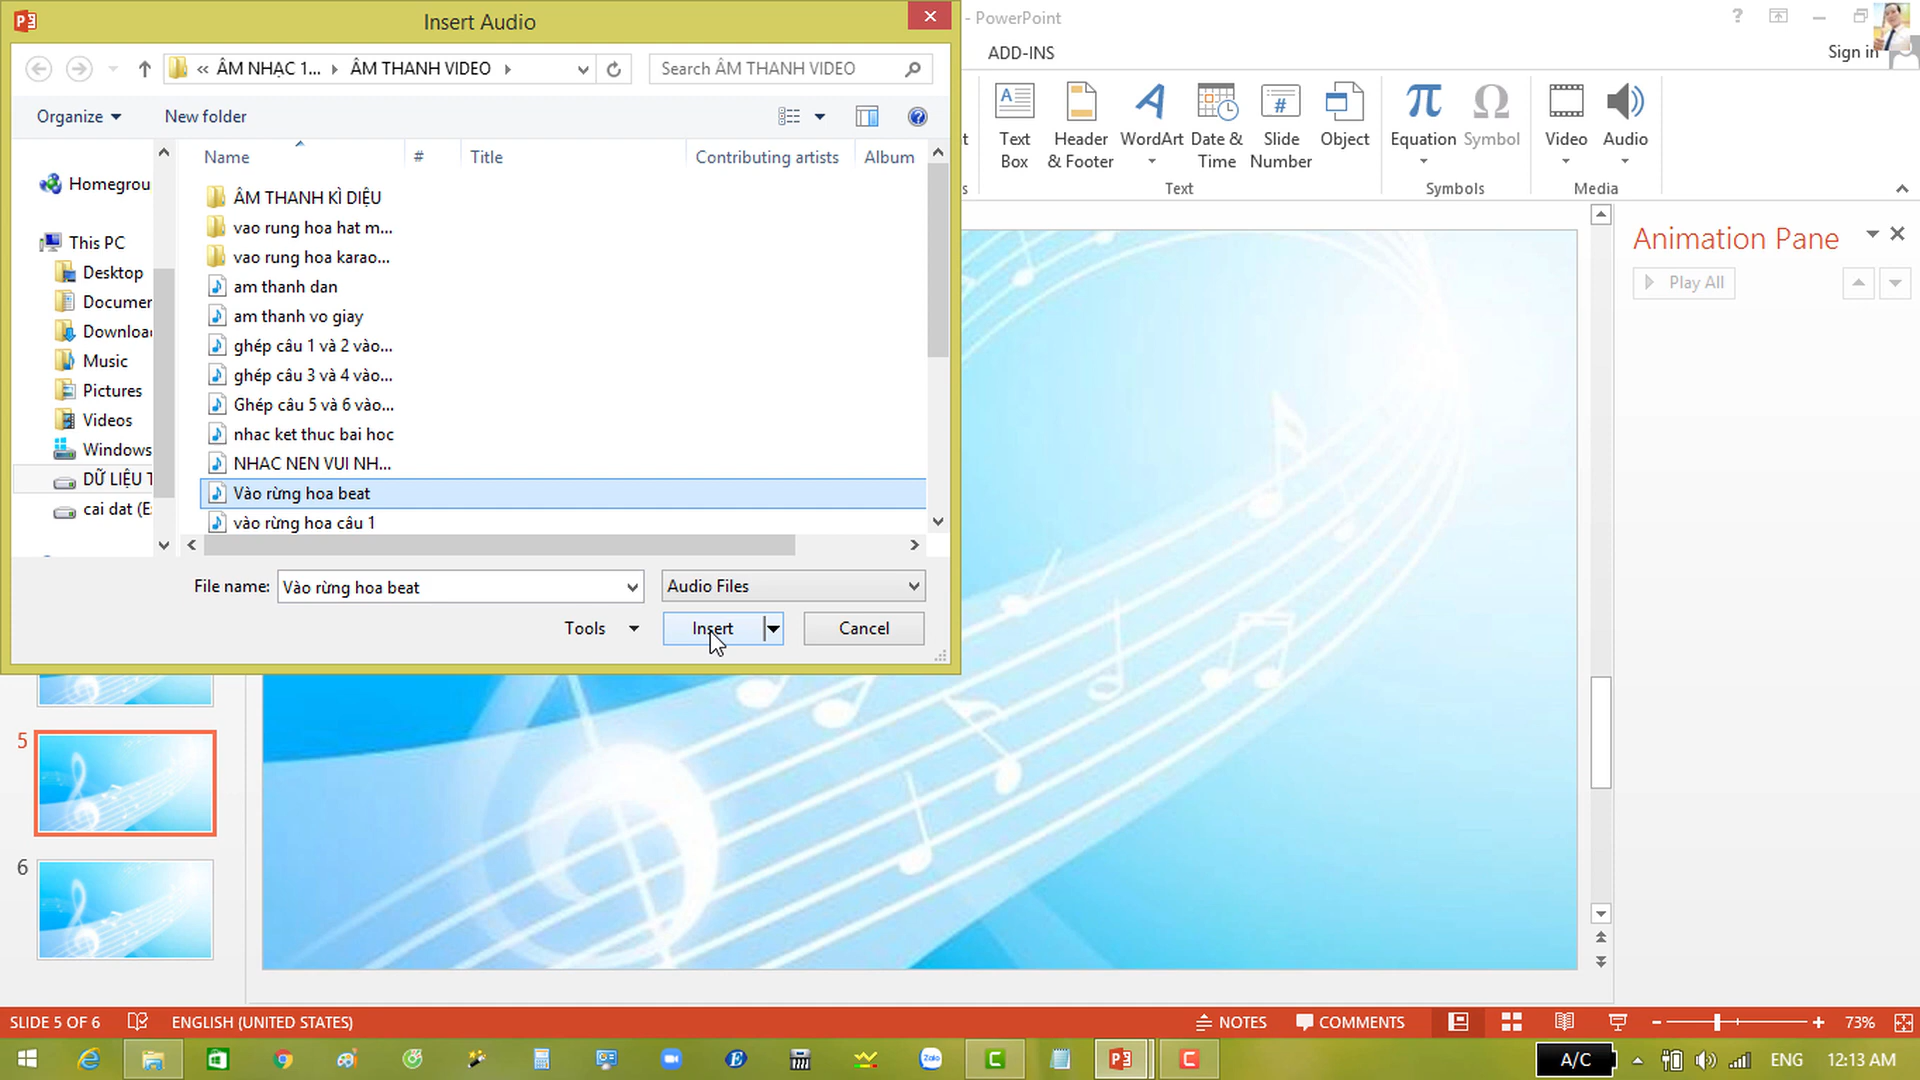 Insert Audio
- PowerPoint
ADD-INS
Sign in
« ÂM NHẠC 1... ÂM THANH VIDEO
Search ÂM THANH VIDEO
Organize
New folder
Name
#
Title
Contributing artists
Album
Homegrou
This PC
Desktop
Documer
Downloa
Music
Pictures
Videos
Windows
DỮ LIỆU T
cai dat (E
ÂM THANH KÌ DIỆU
vao rung hoa hat m...
vao rung hoa karao...
am thanh dan
am thanh vo giay
ghép câu 1 và 2 vào...
ghép câu 3 và 4 vào...
Ghép câu 5 và 6 vào...
nhac ket thuc bai hoc
NHAC NEN VUI NH...
Vào rừng hoa beat
vào rừng hoa câu 1
File name: Vào rừng hoa beat
Audio Files
Tools
Insert
Cancel
Text Box
Header & Footer
WordArt
Date & Time
Slide Number
Object
Equation
Symbol
Video
Audio
Text
Symbols
Media
Animation Pane
Play All
5
6
SLIDE 5 OF 6
ENGLISH (UNITED STATES)
NOTES
COMMENTS
73%
Zalo
A/C
ENG
12:13 AM